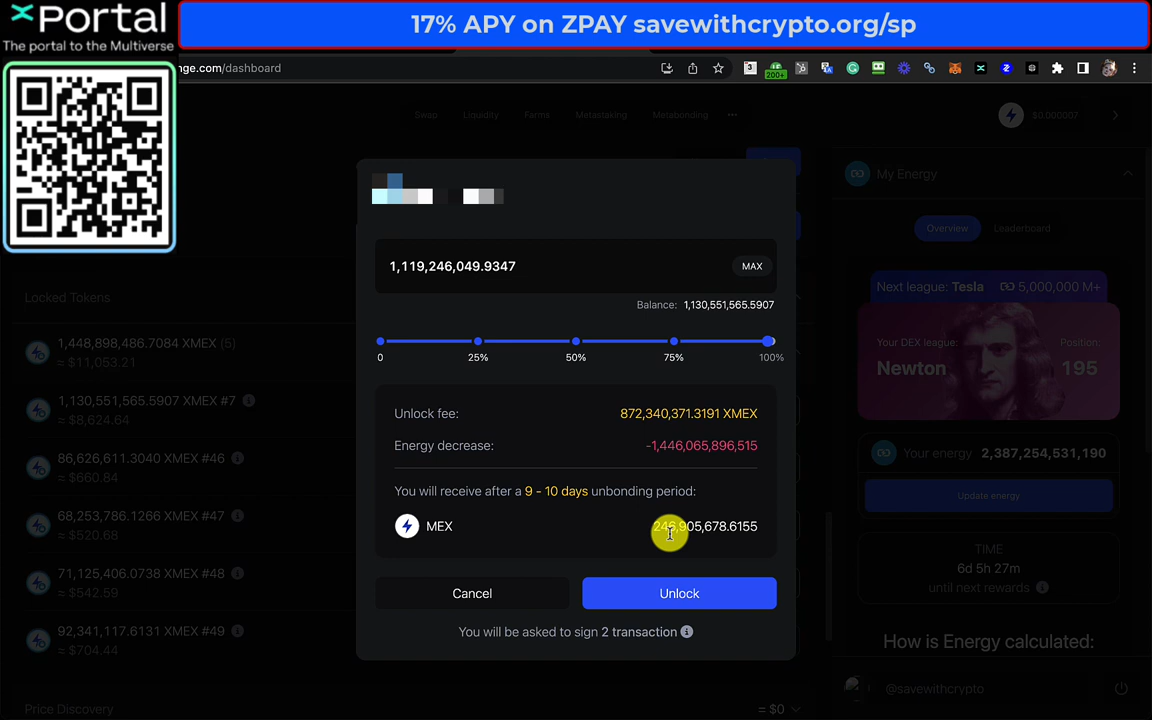 Portal
The portal to the Multiverse
17% APY on ZPAY savewithcrypto.org/sp
nge.com/dashboard
3
200+
Swap
Liquidity
Farms
Metastaking
Metabonding
$0.000007
My Energy
Overview
Leaderboard
Next league: Tesla
5,000,000 M+
Your DEX league:
Newton
Position:
195
Your energy 2,387,254,531,190
Update energy
TIME
6d 5h 27m
until next rewards
How is Energy calculated:
@savewithcrypto
Locked Tokens
1,448,898,486.7084 XMEX (5)
≈ $11,053.21
1,130,551,565.5907 XMEX #7
≈ $8,624.64
86,626,611.3040 XMEX #46
≈ $660.84
68,253,786.1266 XMEX #47
≈ $520.68
71,125,406.0738 XMEX #48
≈ $542.59
92,341,117.6131 XMEX #49
≈ $704.44
Price Discovery
≈ $0
1,119,246,049.9347
MAX
Balance: 1,130,551,565.5907
0 25% 50% 75% 100%
Unlock fee: 872,340,371.3191 XMEX
Energy decrease: -1,446,065,896,515
You will receive after a 9 - 10 days unbonding period:
MEX 246,905,678.6155
Cancel
Unlock
You will be asked to sign 2 transaction